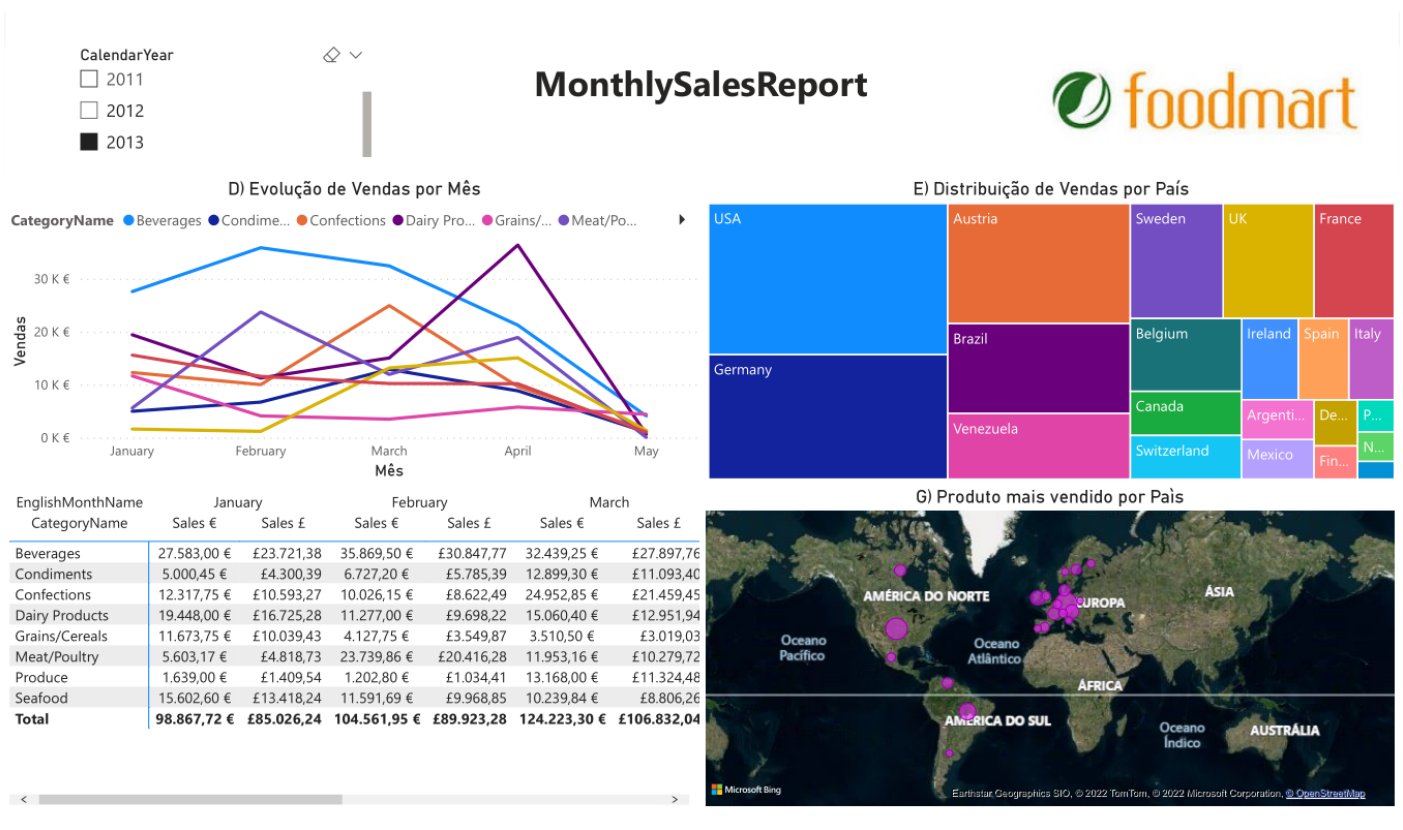 CalendarYear
2011
2012
2013
MonthlySalesReport
foodmart
D) Evolução de Vendas por Mês
CategoryName Beverages Condime... Confections Dairy Pro... Grains/... Meat/Po...
Vendas
30 K €
20 K €
10 K €
0 K €
January February March April May
Mês
E) Distribuição de Vendas por País
USA
Germany
Austria
Brazil
Venezuela
Sweden
UK
France
Belgium
Canada
Switzerland
Ireland
Spain
Italy
Argenti...
Mexico
De...
Fin...
P...
N...
EnglishMonthName January February March
CategoryName Sales € Sales £ Sales € Sales £ Sales € Sales £
Beverages 27.583,00 € £23.721,38 35.869,50 € £30.847,77 32.439,25 € £27.897,76
Condiments 5.000,45 € £4.300,39 6.727,20 € £5.785,39 12.899,30 € £11.093,40
Confections 12.317,75 € £10.593,27 10.026,15 € £8.622,49 24.952,85 € £21.459,45
Dairy Products 19.448,00 € £16.725,28 11.277,00 € £9.698,22 15.060,40 € £12.951,94
Grains/Cereals 11.673,75 € £10.039,43 4.127,75 € £3.549,87 3.510,50 € £3.019,03
Meat/Poultry 5.603,17 € £4.818,73 23.739,86 € £20.416,28 11.953,16 € £10.279,72
Produce 1.639,00 € £1.409,54 1.202,80 € £1.034,41 13.168,00 € £11.324,48
Seafood 15.602,60 € £13.418,24 11.591,69 € £9.968,85 10.239,84 € £8.806,26
Total 98.867,72 € £85.026,24 104.561,95 € £89.923,28 124.223,30 € £106.832,04
G) Produto mais vendido por Paìs
AMÉRICA DO NORTE
EUROPA
ÁSIA
Oceano
Pacífico
Oceano
Atlântico
ÁFRICA
AMÉRICA DO SUL
Oceano
Índico
AUSTRÁLIA
Microsoft Bing
Earthstar Geographics SIO, © 2022 TomTom, © 2022 Microsoft Corporation, © OpenStreetMap